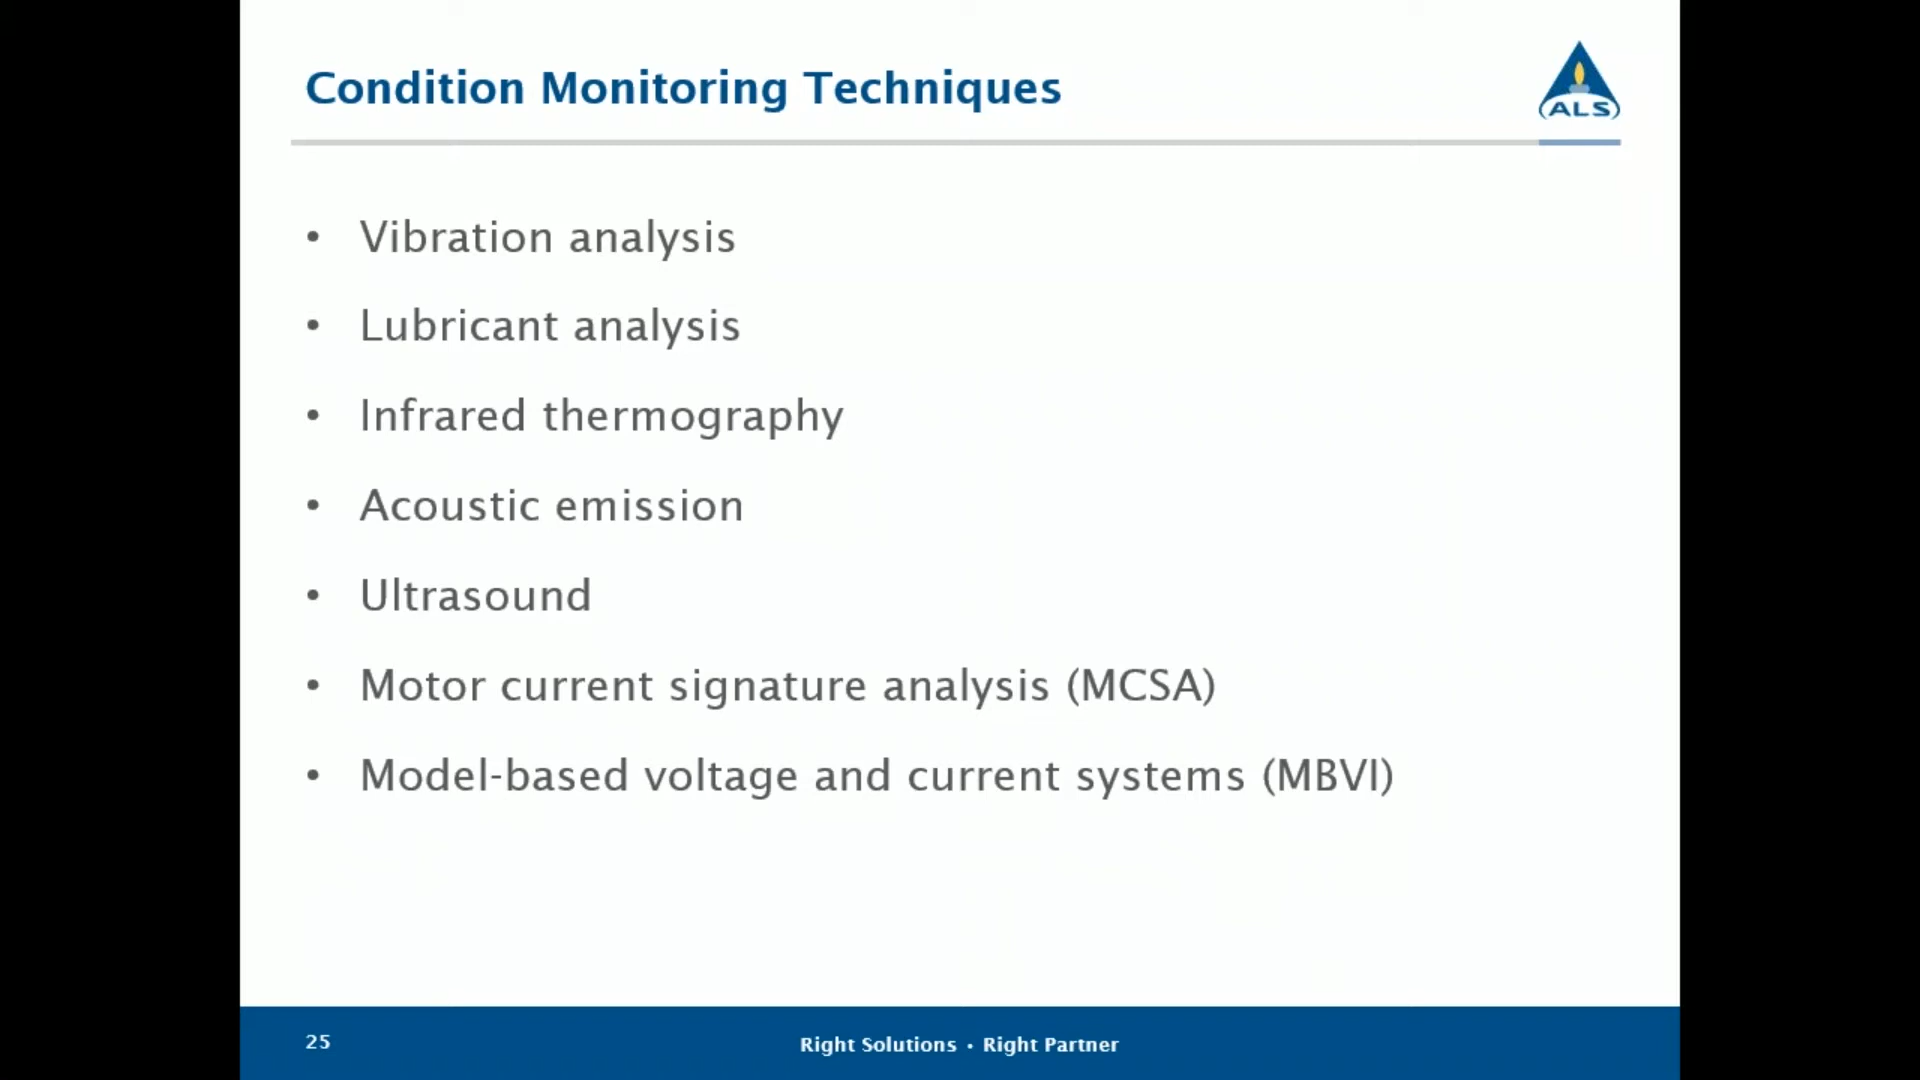 Condition Monitoring Techniques
ALS
• Vibration analysis
• Lubricant analysis
• Infrared thermography
• Acoustic emission
• Ultrasound
• Motor current signature analysis (MCSA)
• Model-based voltage and current systems (MBVI)
25
Right Solutions • Right Partner